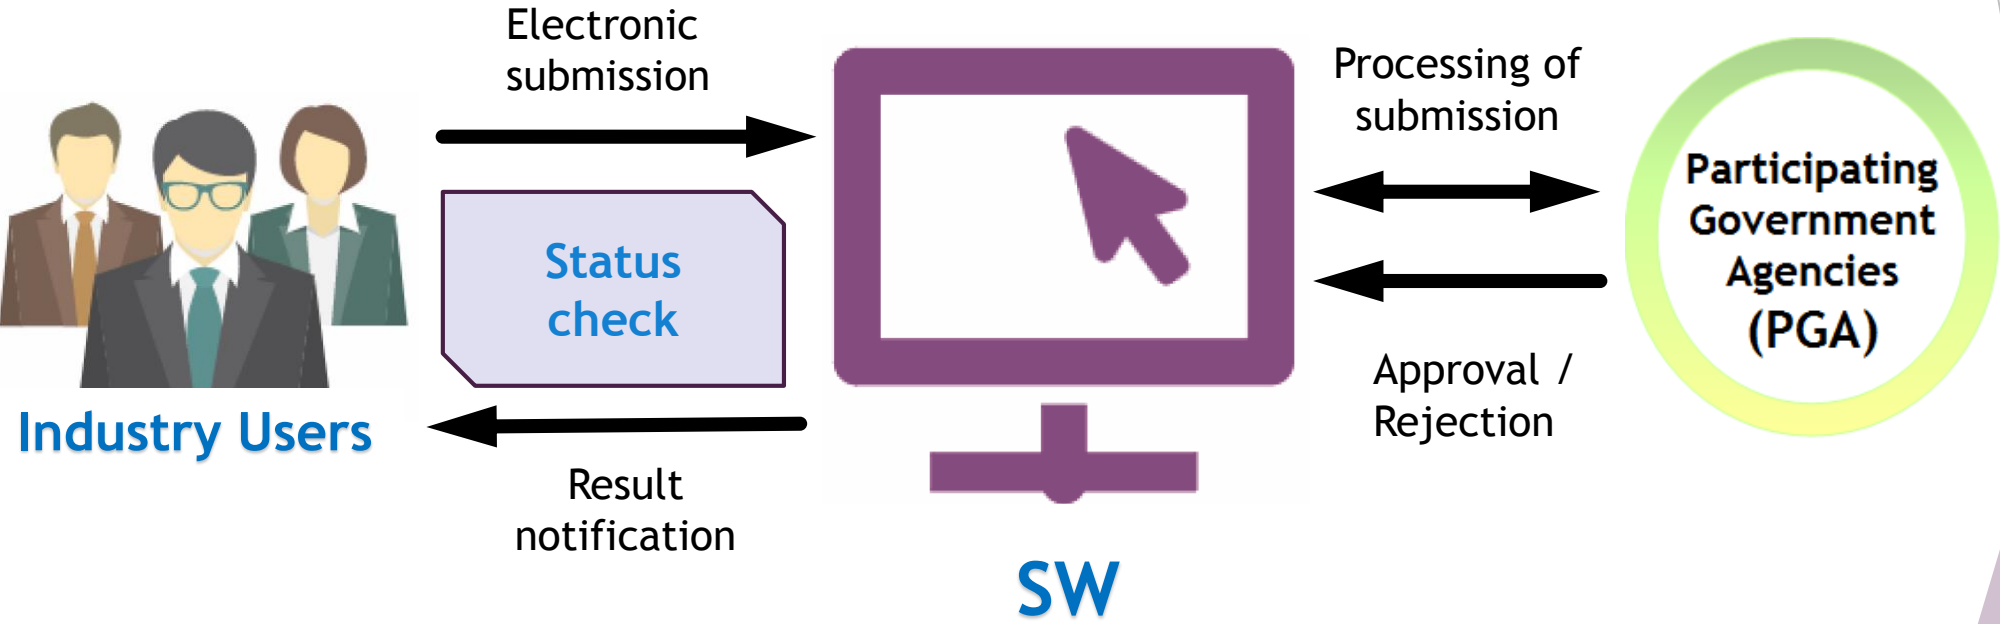 Electronic
submission
Status
check
Result
notification
Industry Users
SW
Processing of
submission
Approval /
Rejection
Participating
Government
Agencies
(PGA)